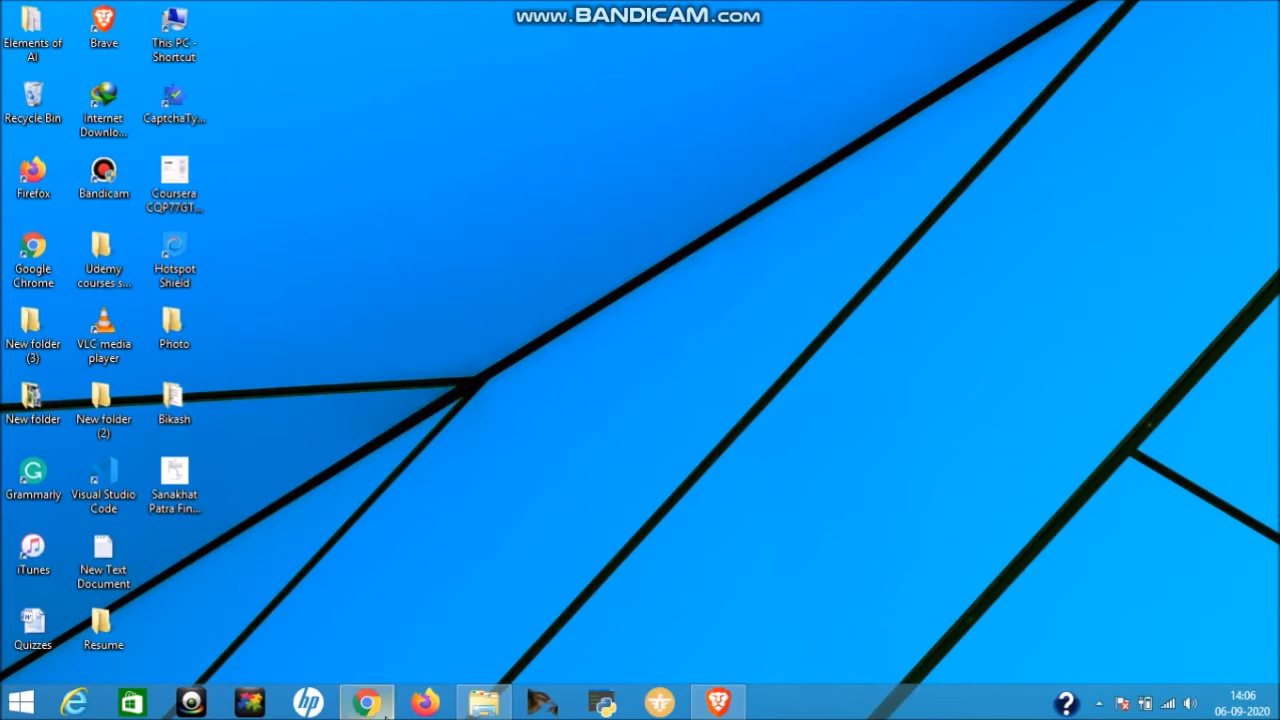 www.BANDICAM.com
Elements of
AI
Brave
This PC -
Shortcut
Recycle Bin
Internet
Downlo...
CaptchaTy...
Firefox
Bandicam
Coursera
CQP77GT...
Google
Chrome
Udemy
courses s...
Hotspot
Shield
New folder
(3)
VLC media
player
Photo
New folder
New folder
(2)
Bikash
Grammarly
Visual Studio
Code
Sanakhat
Patra Fin...
iTunes
New Text
Document
Quizzes
Resume
hp
14:06
06-09-2020